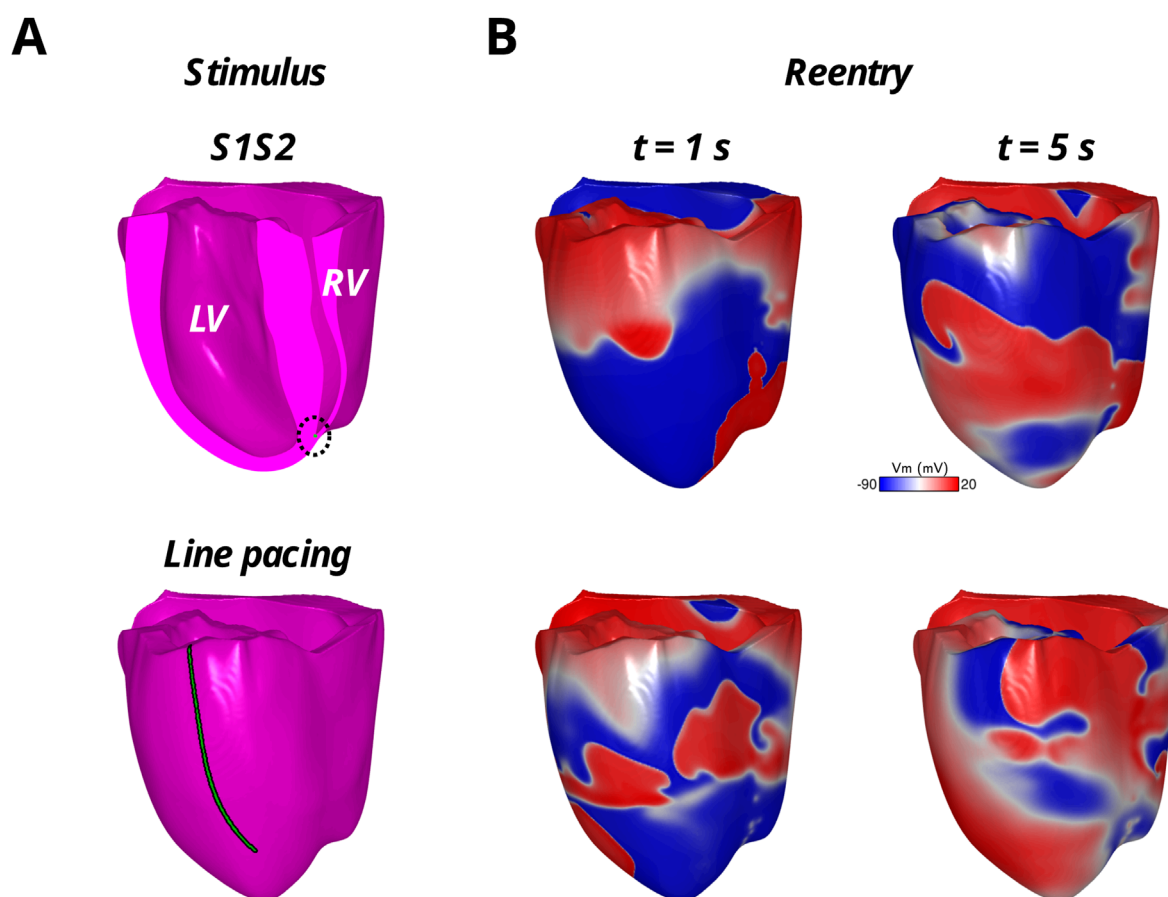 A
B
Stimulus
Reentry
S1S2
t = 1 s
t = 5 s
LV
RV
Vm (mV)
-90
20
Line pacing